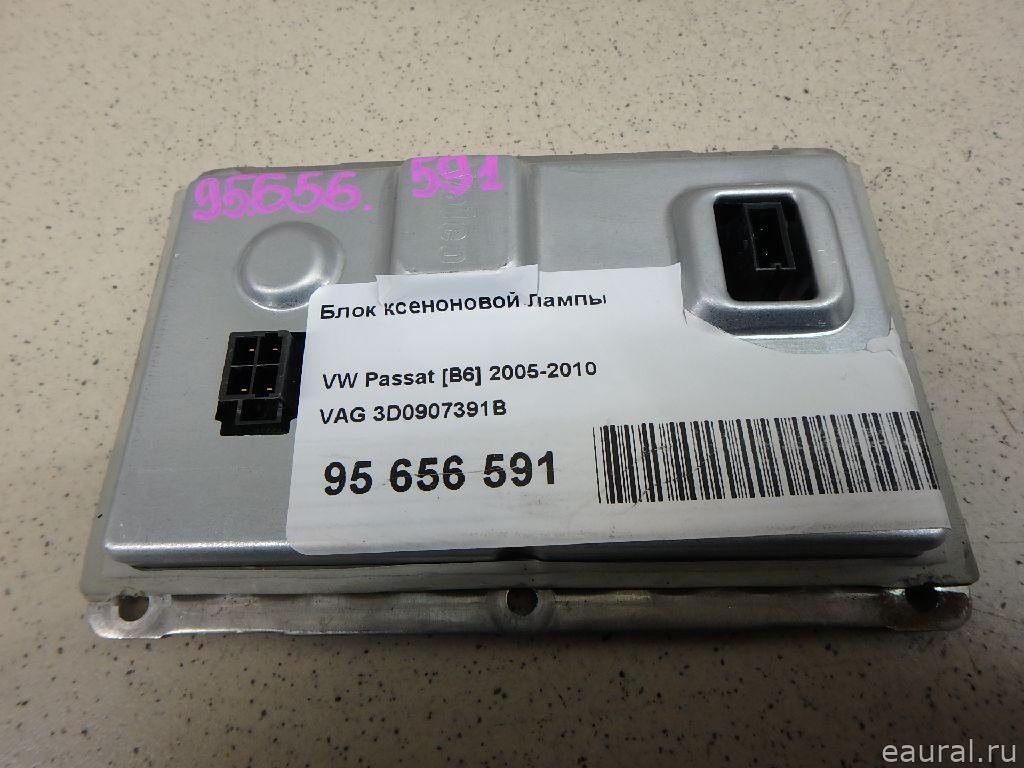 95656. 591
Блок ксеноновой лампы
VW Passat [B6] 2005-2010
VAG 3D0907391B
95 656 591
eaural.ru